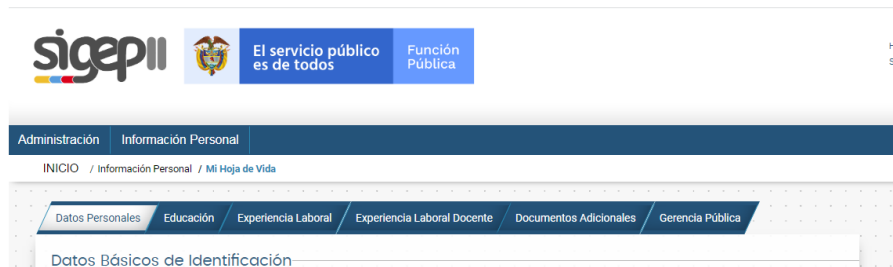 sigepII
El servicio público
es de todos
Función
Pública
Administración Información Personal
INICIO / Información Personal / Mi Hoja de Vida
Datos Personales Educación Experiencia Laboral Experiencia Laboral Docente Documentos Adicionales Gerencia Pública
Datos Básicos de Identificación